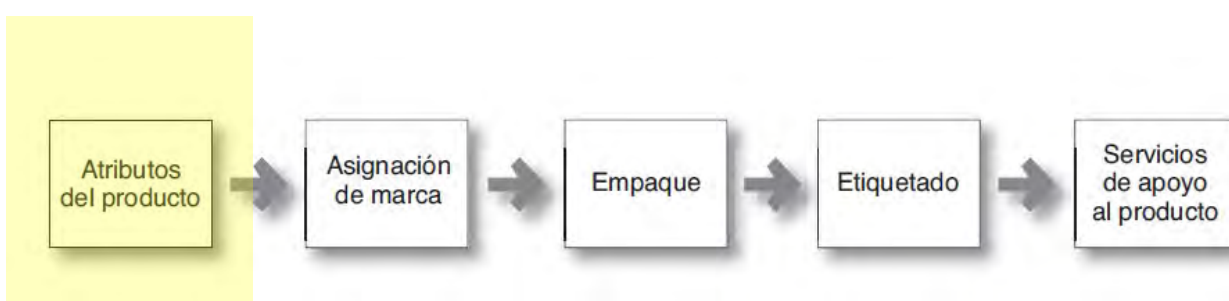 Atributos
del producto
Asignación
de marca
Empaque
Etiquetado
Servicios
de apoyo
al producto